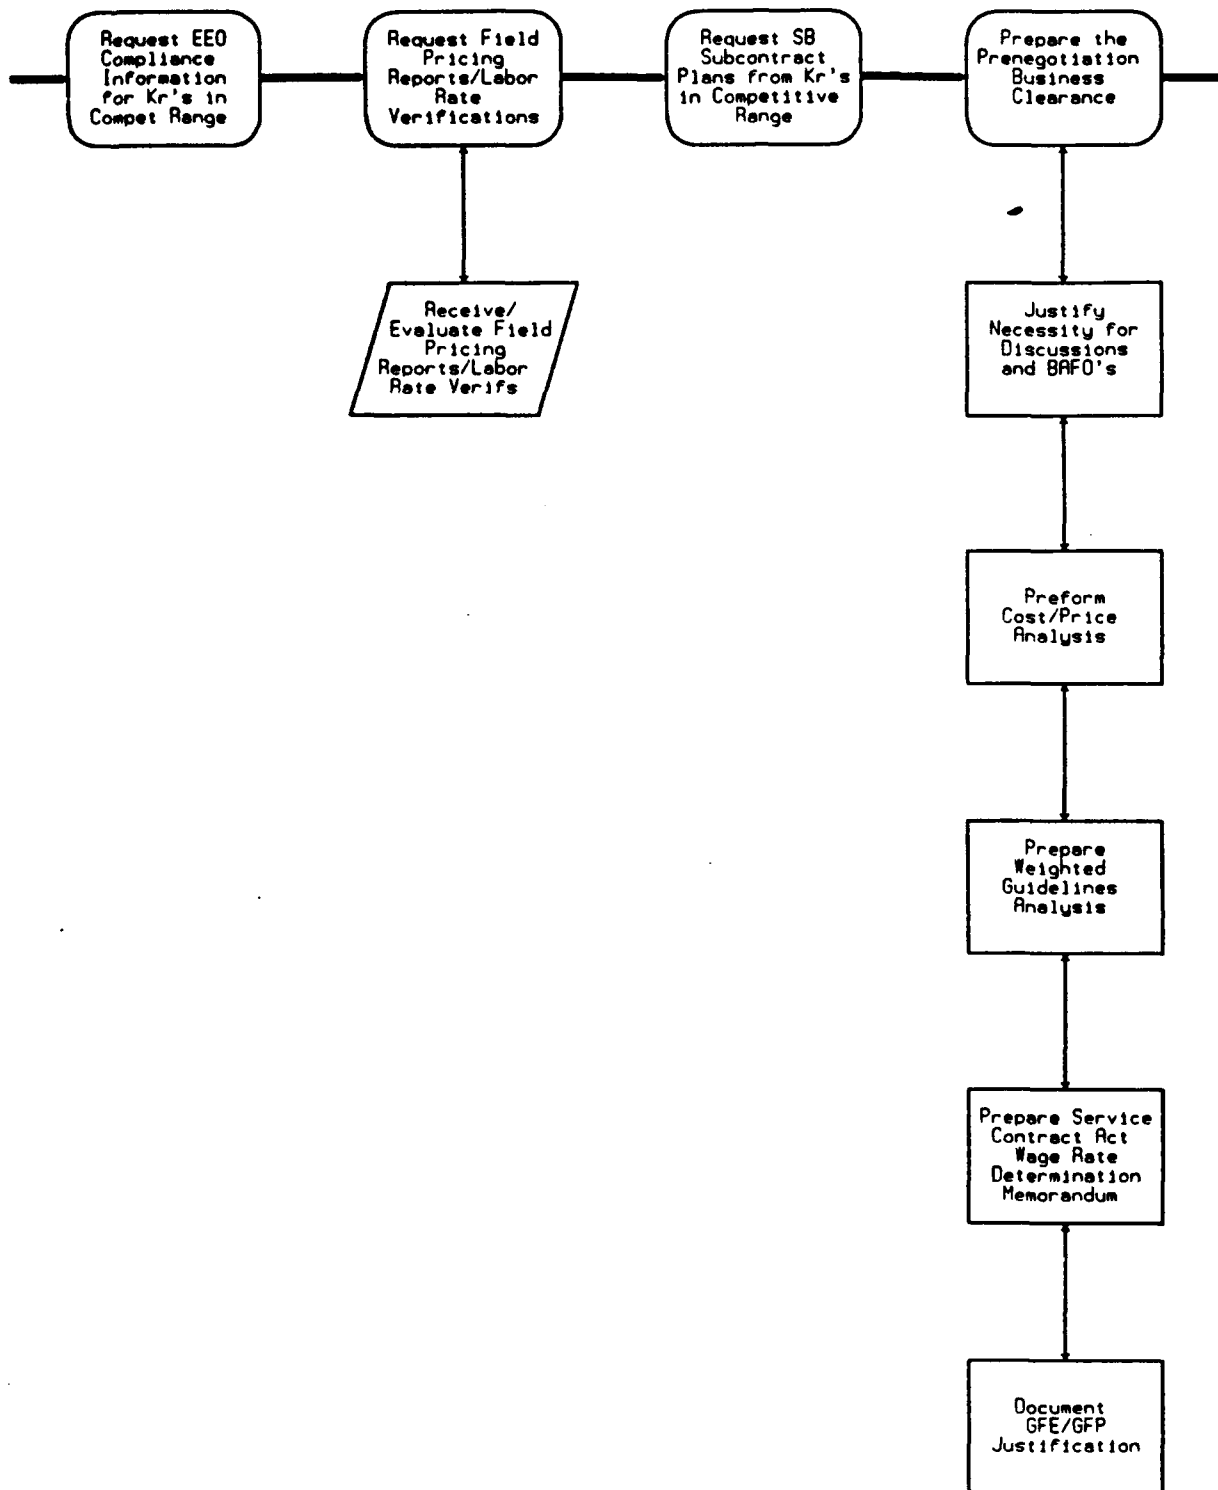 Request EEO
Compliance
Information
for Kr's in
Compet Range
Request Field
Pricing
Reports/Labor
Rate
Verifications
Request SB
Subcontract
Plans from Kr's
in Competitive
Range
Prepare the
Prenegotiation
Business
Clearance
Receive/
Evaluate Field
Pricing
Reports/Labor
Rate Verifs
Justify
Necessity for
Discussions
and BAFO's
Preform
Cost/Price
Analysis
Prepare
Weighted
Guidelines
Analysis
Prepare Service
Contract Act
Wage Rate
Determination
Memorandum
Document
GFE/GFP
Justification